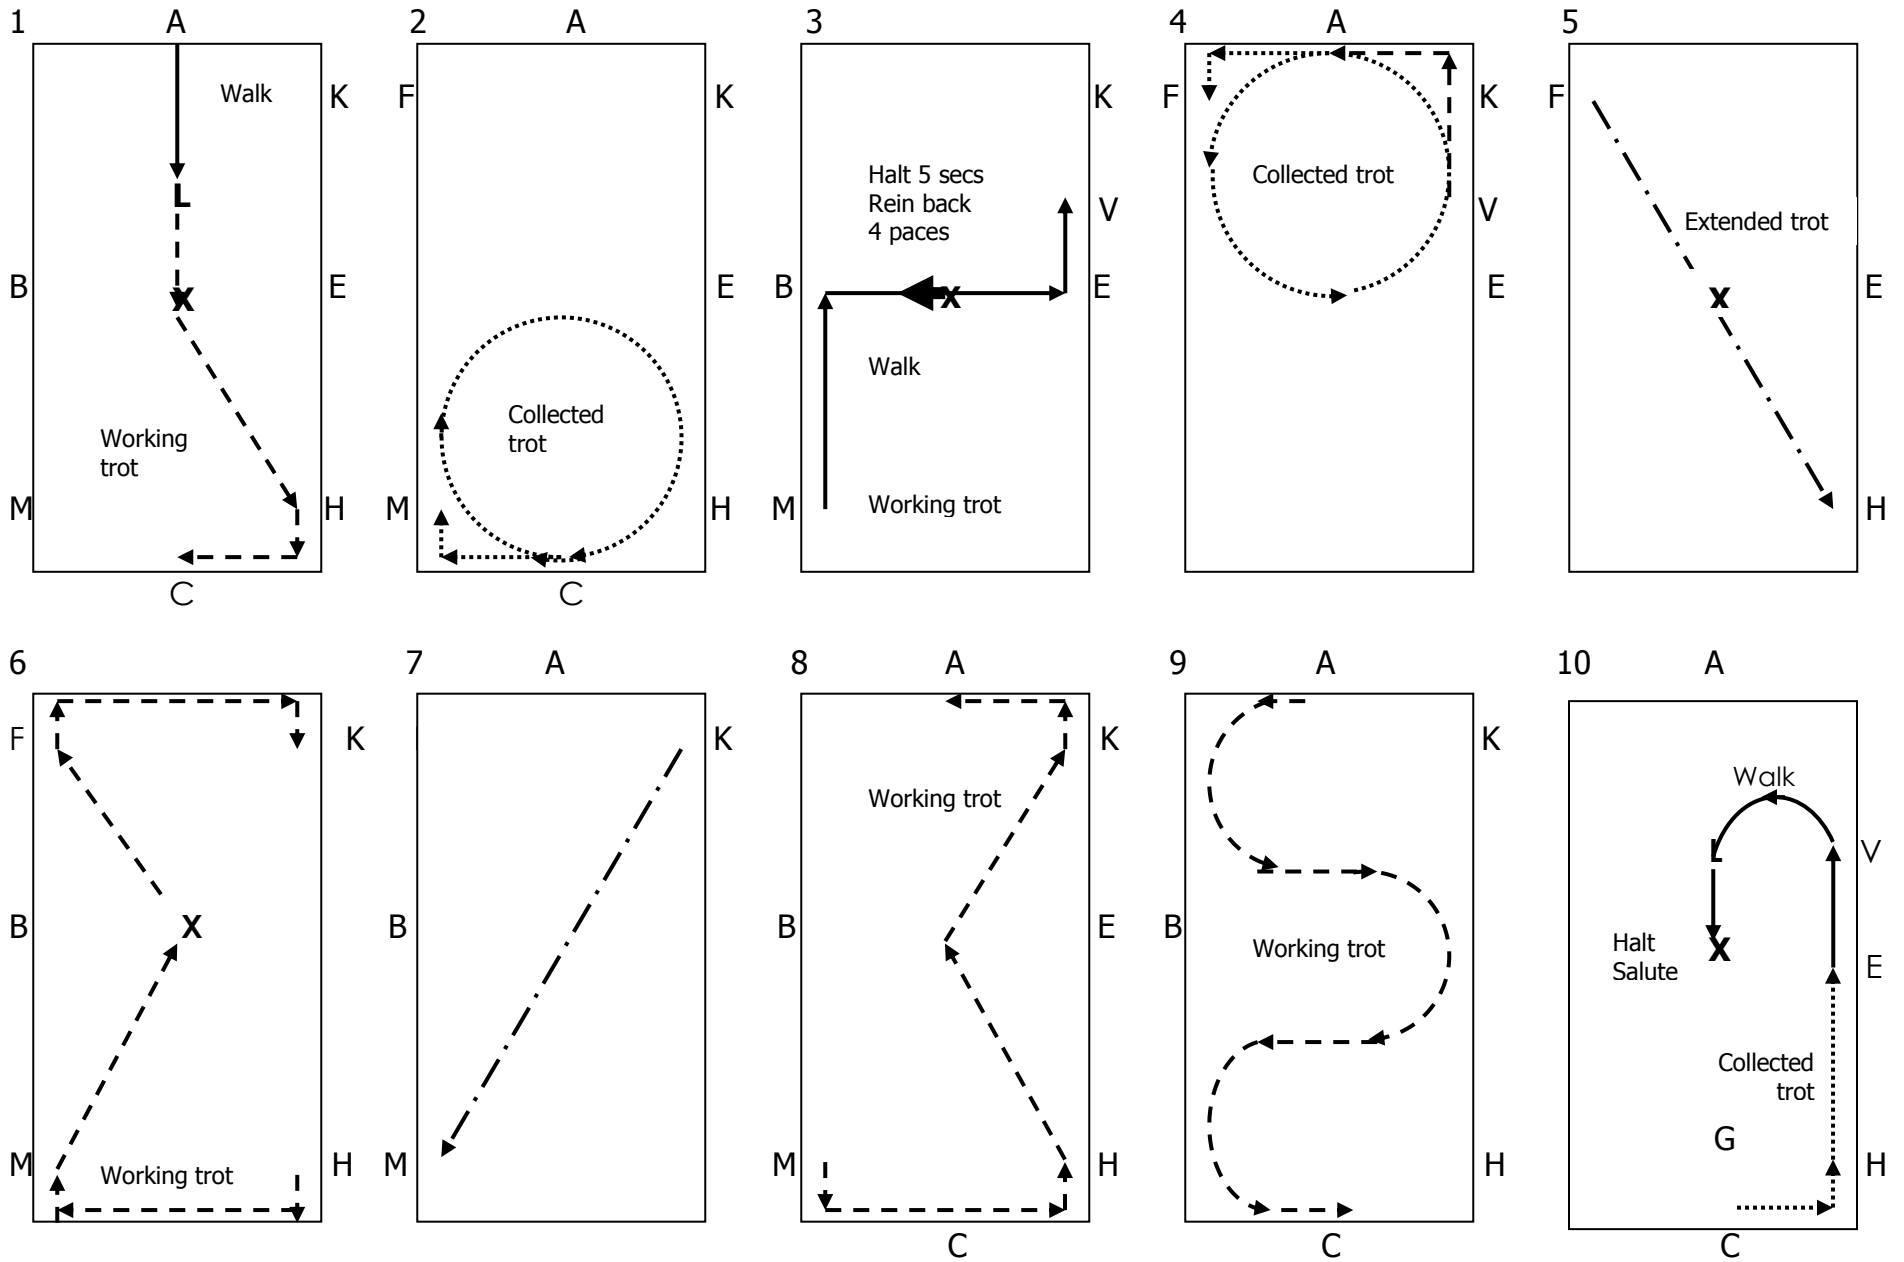 1 A
Walk
K
L
B X E
Working
trot
M H
C
2 A
F K
E
Collected
trot
M H
C
3
K
Halt 5 secs
Rein back
4 paces
V
B X E
Walk
M Working trot
4 A
F K
Collected trot
V
E
5
F
Extended trot
X E
H
6
F K
B X
M Working trot H
7 A
K
B
M
8 A
K
Working trot
B E
M H
C
9 A
K
B
Working trot
H
C
10 A
Walk
L V
Halt
Salute
X E
Collected
trot
G
H
C